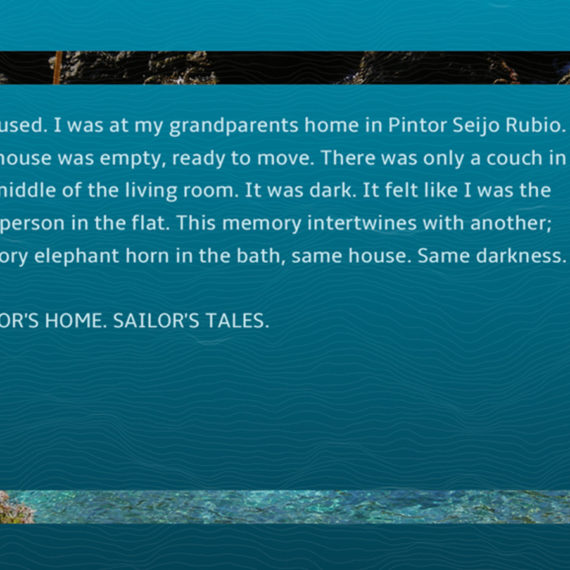 used. I was at my grandparents home in Pintor Seijo Rubio.
house was empty, ready to move. There was only a couch in
middle of the living room. It was dark. It felt like I was the
person in the flat. This memory intertwines with another;
ory elephant horn in the bath, same house. Same darkness.
OR'S HOME. SAILOR'S TALES.